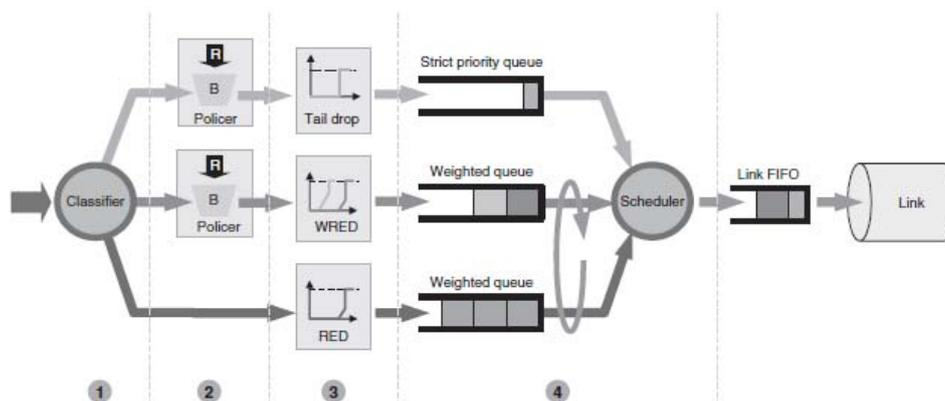 Strict priority queue
R
B
Policer
Tail drop
R
B
Policer
WRED
Weighted queue
Link FIFO
Classifier
Scheduler
Link
Weighted queue
RED
1
2
3
4